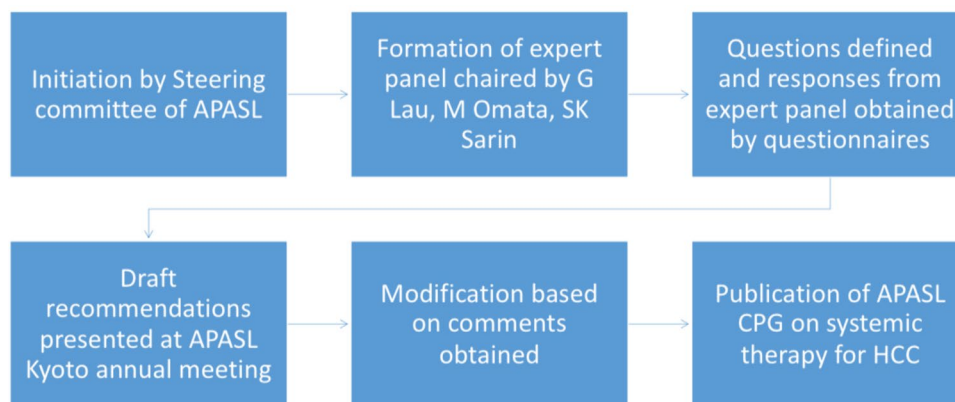 Initiation by Steering
committee of APASL
Formation of expert
panel chaired by G
Lau, M Omata, SK
Sarin
Questions defined
and responses from
expert panel obtained
by questionnaires
Draft
recommendations
presented at APASL
Kyoto annual meeting
Modification based
on comments
obtained
Publication of APASL
CPG on systemic
therapy for HCC